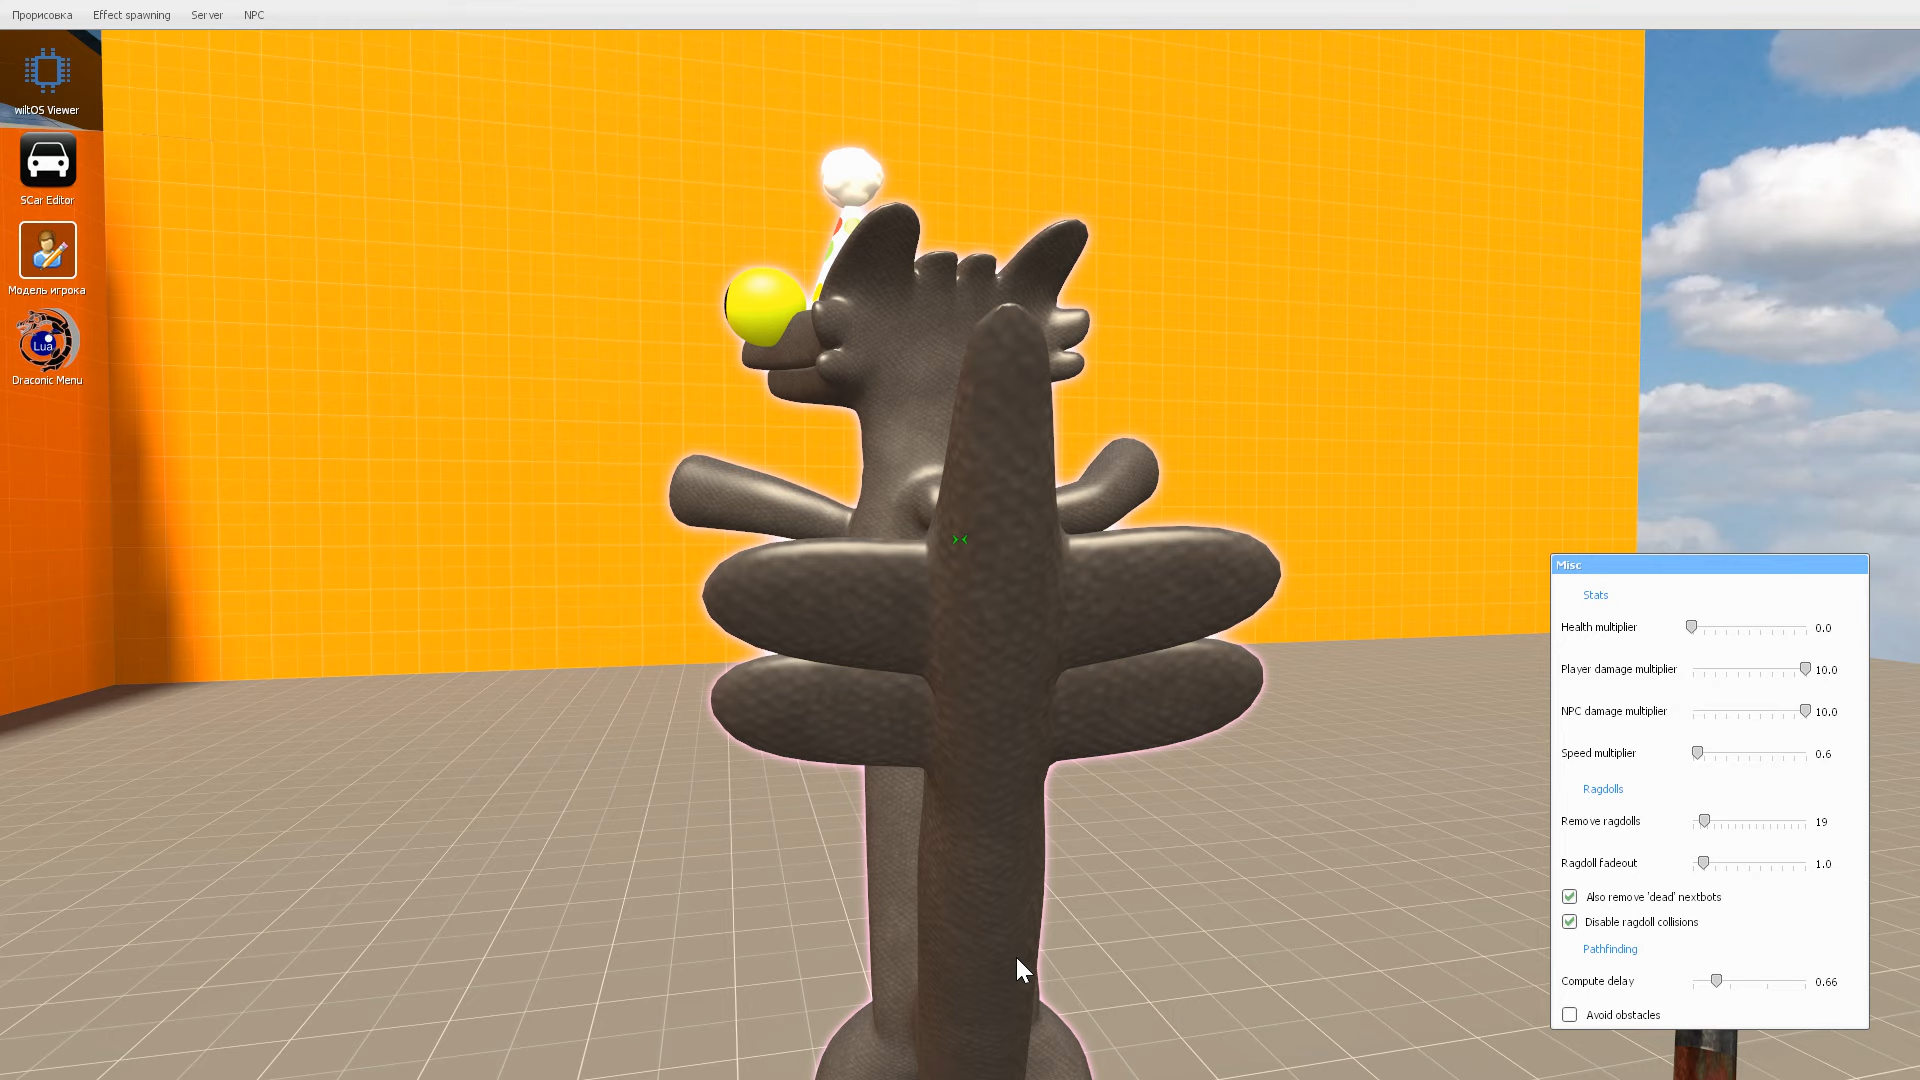 Прорисовка Effect spawning Server NPC
wiltOS Viewer
SCar Editor
Модель игрока
Lua
Draconic Menu
Misc
Stats
Health multiplier 0.0
Player damage multiplier 10.0
NPC damage multiplier 10.0
Speed multiplier 0.6
Ragdolls
Remove ragdolls 19
Ragdoll fadeout 1.0
Also remove 'dead' nextbots
Disable ragdoll collisions
Pathfinding
Compute delay 0.66
Avoid obstacles